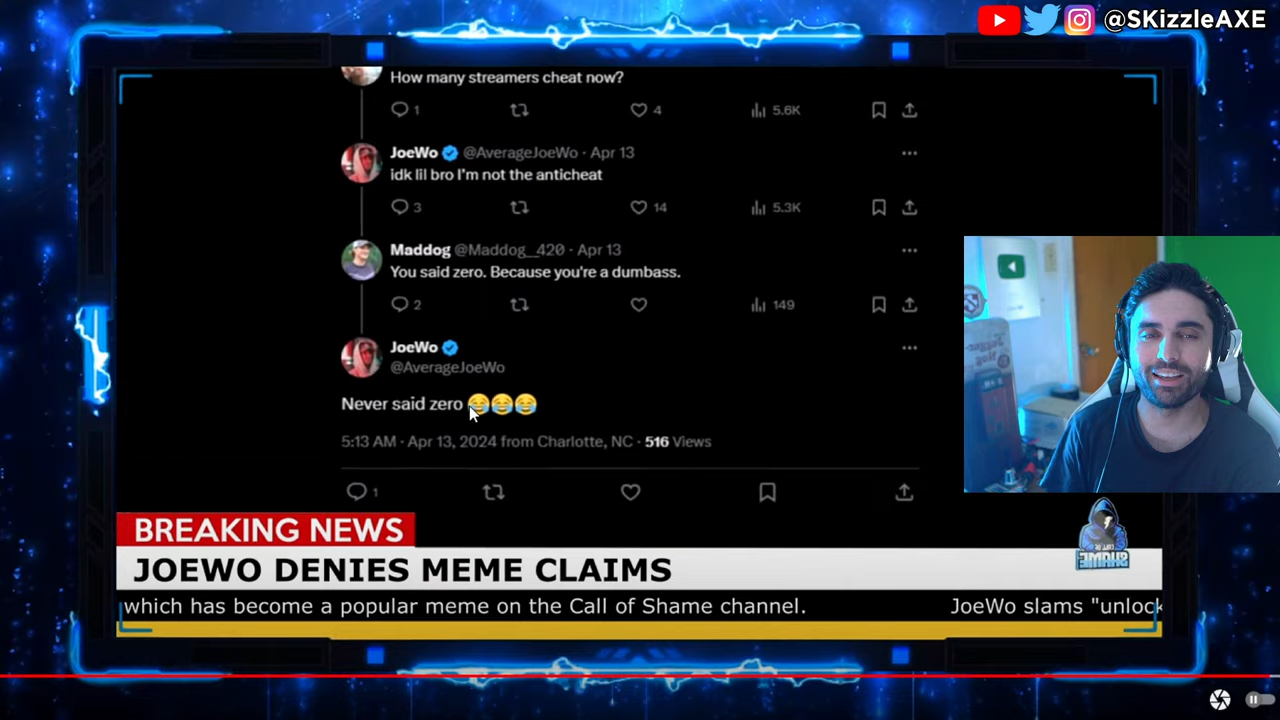 @SKizzleAXE
How many streamers cheat now?
1 4 5.6K
JoeWo @AverageJoeWo · Apr 13
idk lil bro I'm not the anticheat
3 14 5.3K
Maddog @Maddog__420 · Apr 13
You said zero. Because you're a dumbass.
2 149
JoeWo
@AverageJoeWo
Never said zero 😂😂😂
5:13 AM · Apr 13, 2024 from Charlotte, NC · 516 Views
1
BREAKING NEWS
JOEWO DENIES MEME CLAIMS
SHAME
which has become a popular meme on the Call of Shame channel. JoeWo slams "unlock